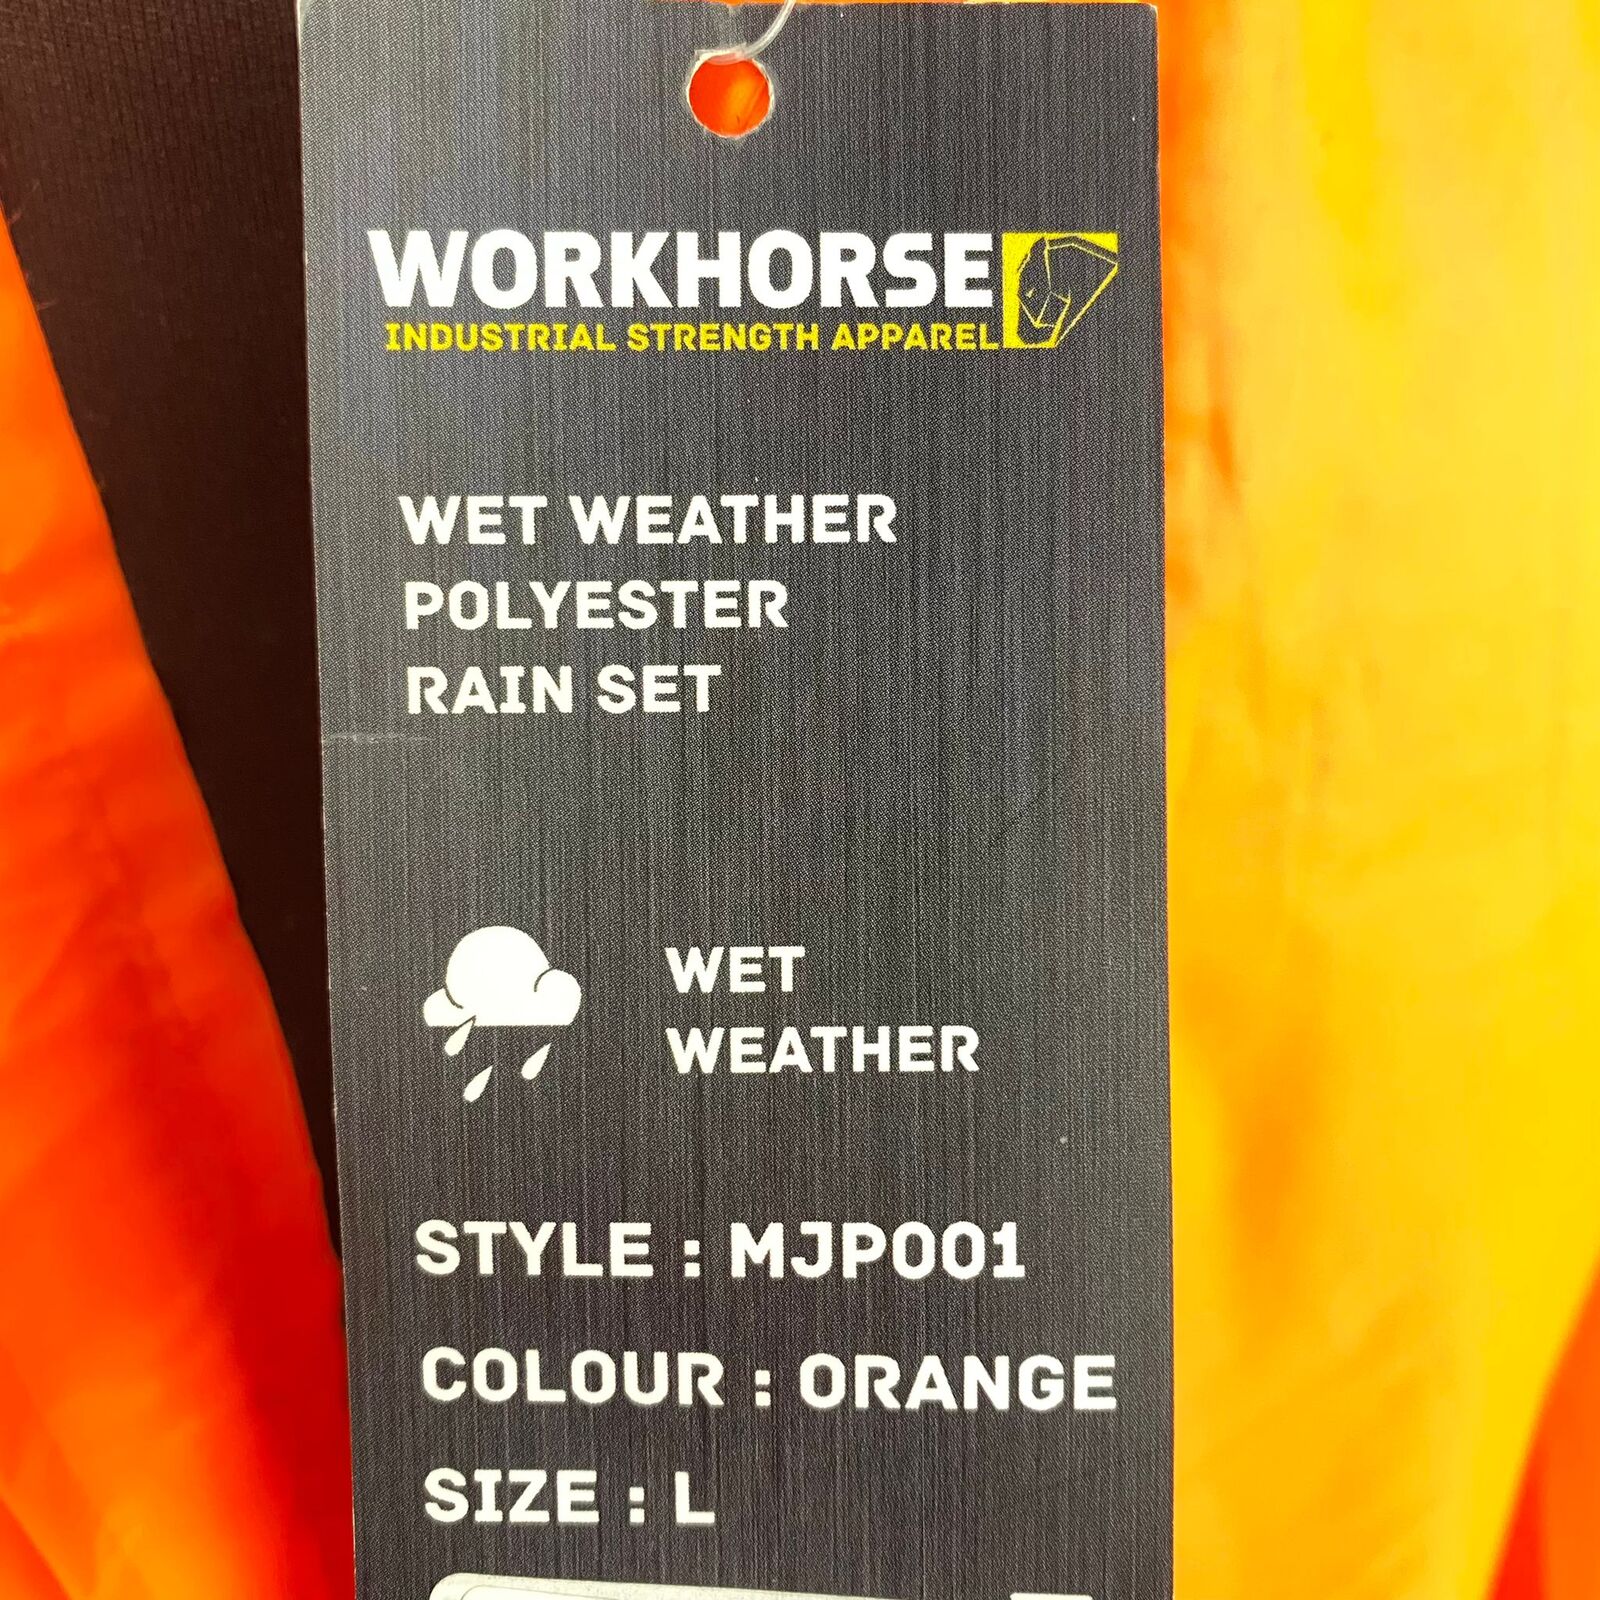 WORKHORSE
INDUSTRIAL STRENGTH APPAREL
WET WEATHER
POLYESTER
RAIN SET
WET
WEATHER
STYLE : MJP001
COLOUR : ORANGE
SIZE : L